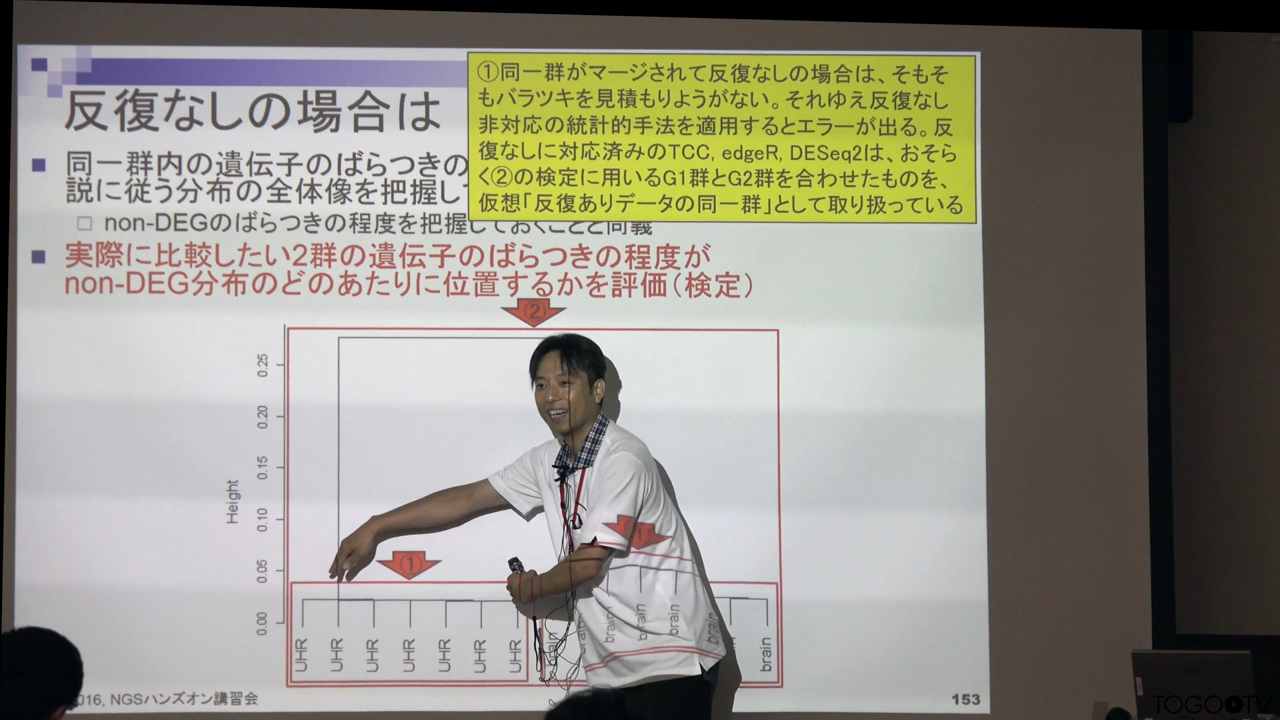 反復なしの場合は
①同一群がマージされて反復なしの場合は、そもそ
もバラツキを見積もりようがない。それゆえ反復なし
非対応の統計的手法を適用するとエラーが出る。反
復なしに対応済みのTCC, edgeR, DESeq2は、おそら
く②の検定に用いるG1群とG2群を合わせたものを、
仮想「反復ありデータの同一群」として取り扱っている
同一群内の遺伝子のばらつきの
説に従う分布の全体像を把握し
non-DEGのばらつきの程度を把握しておくことと同義
実際に比較したい2群の遺伝子のばらつきの程度が
non-DEG分布のどのあたりに位置するかを評価(検定)
②
Height
0.25
0.20
0.15
0.10
0.05
0.00
①
①
UHR
UHR
UHR
UHR
UHR
UHR
UHR
brain
brain
brain
brain
brain
brain
brain
2016, NGSハンズオン講習会
153
TOGOTV